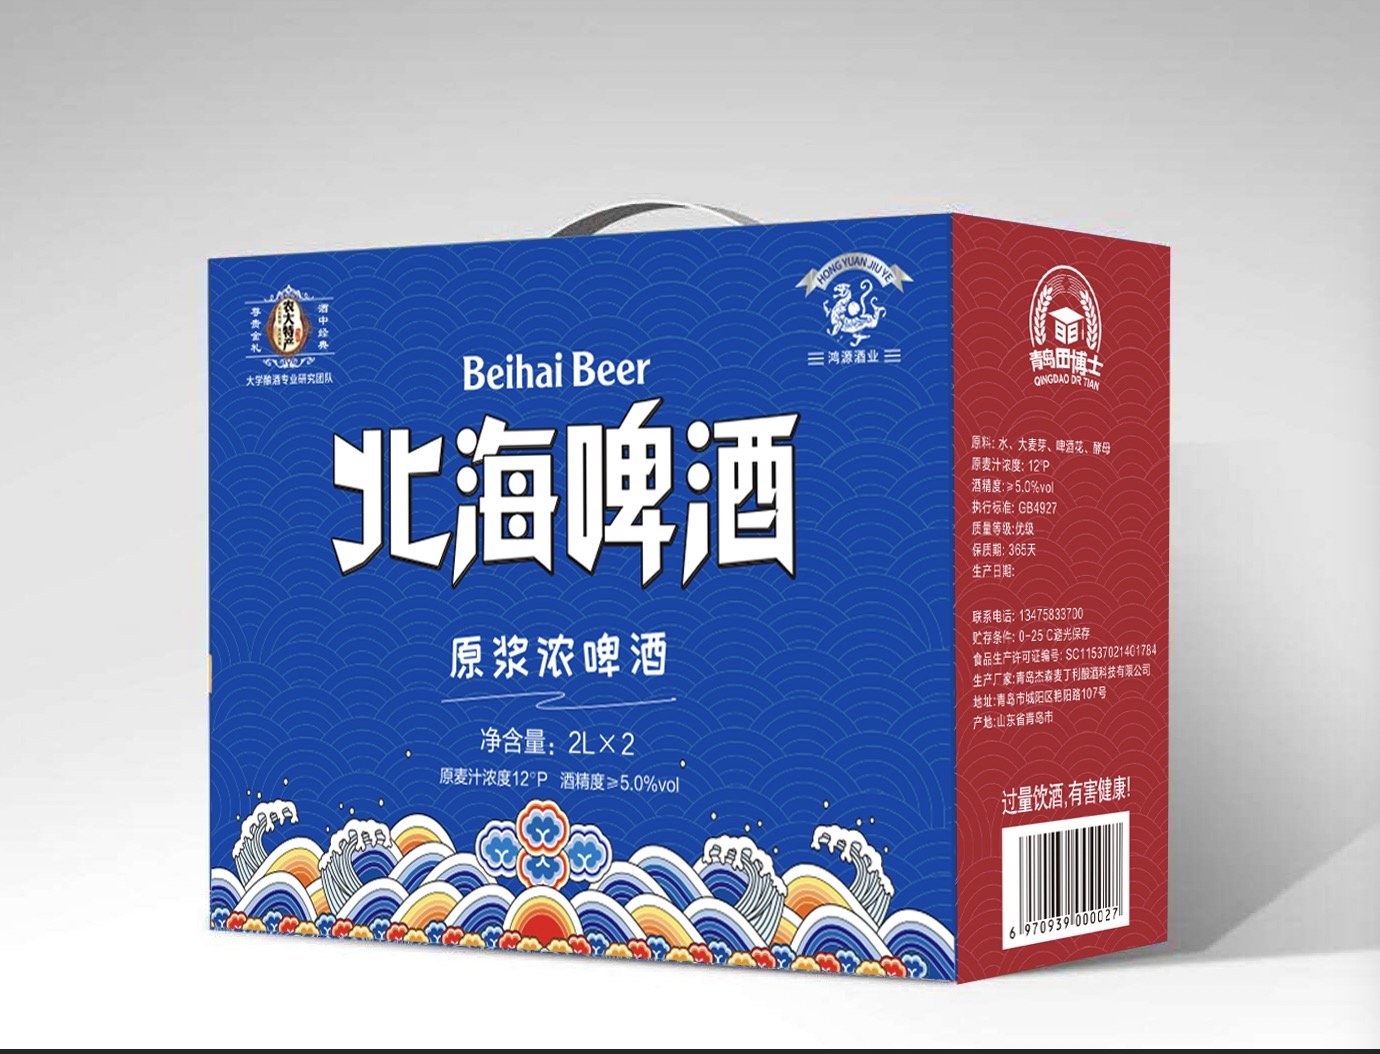 尊贵金礼
农大特产
酒中经典
大学酿酒专业研究团队
HONG YUAN JIU YE
鸿源酒业
Beihai Beer
北海啤酒
原浆浓啤酒
净含量：2L×2
原麦汁浓度12°P 酒精度≥5.0%vol
青岛田博士
QINGDAO DR TIAN
原料: 水、大麦芽、啤酒花、酵母
原麦汁浓度: 12°P
酒精度:≥5.0%vol
执行标准: GB4927
质量等级:优级
保质期: 365天
生产日期:
联系电话: 13475833700
贮存条件: 0-25℃避光保存
食品生产许可证编号: SC11537021401784
生产厂家:青岛杰森麦丁利酿酒科技有限公司
地址:青岛市城阳区艳阳路107号
产地:山东省青岛市
过量饮酒,有害健康!
6 970939 000027